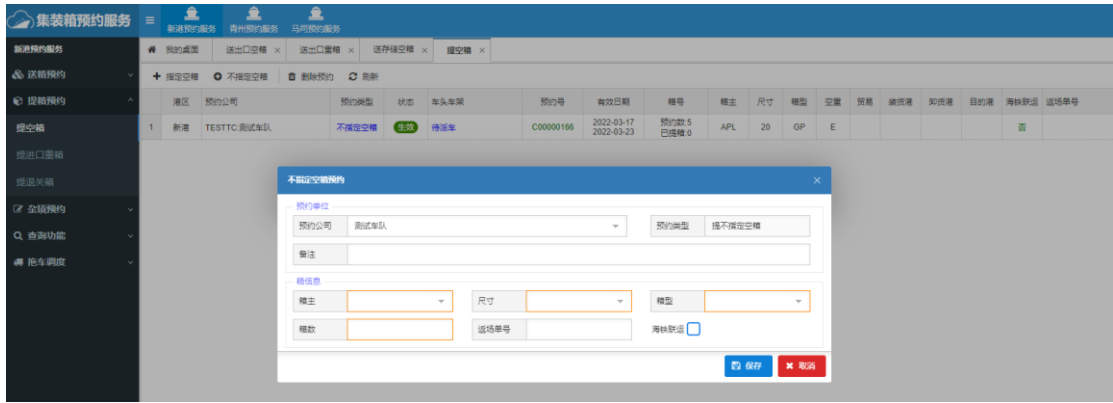 集装箱预约服务
新港预约服务 青州预约服务 马司预约服务
新港预约服务
我的桌面 送出口空箱 × 送出口重箱 × 送存储空箱 × 提空箱 ×
送箱预约
指定空箱 不指定空箱 删除预约 刷新
提箱预约
港区 预约公司 预约类型 状态 车头车架 预约号 有效日期 箱号 箱主 尺寸 箱型 空重 贸易 装货港 卸货港 目的港 海铁联运 返场单号
提空箱
1 新港 TESTTC:测试车队 不指定空箱 生效 待派车 C00000166 2022-03-17 2022-03-23 预约数:5 已提箱:0 APL 20 GP E 否
提进口重箱
提退关箱
杂项预约
查询功能
拖车调度
不指定空箱预约 ×
预约单位
预约公司 测试车队 预约类型 提不指定空箱
备注
箱信息
箱主 尺寸 箱型
箱数 返场单号 海铁联运
保存 取消